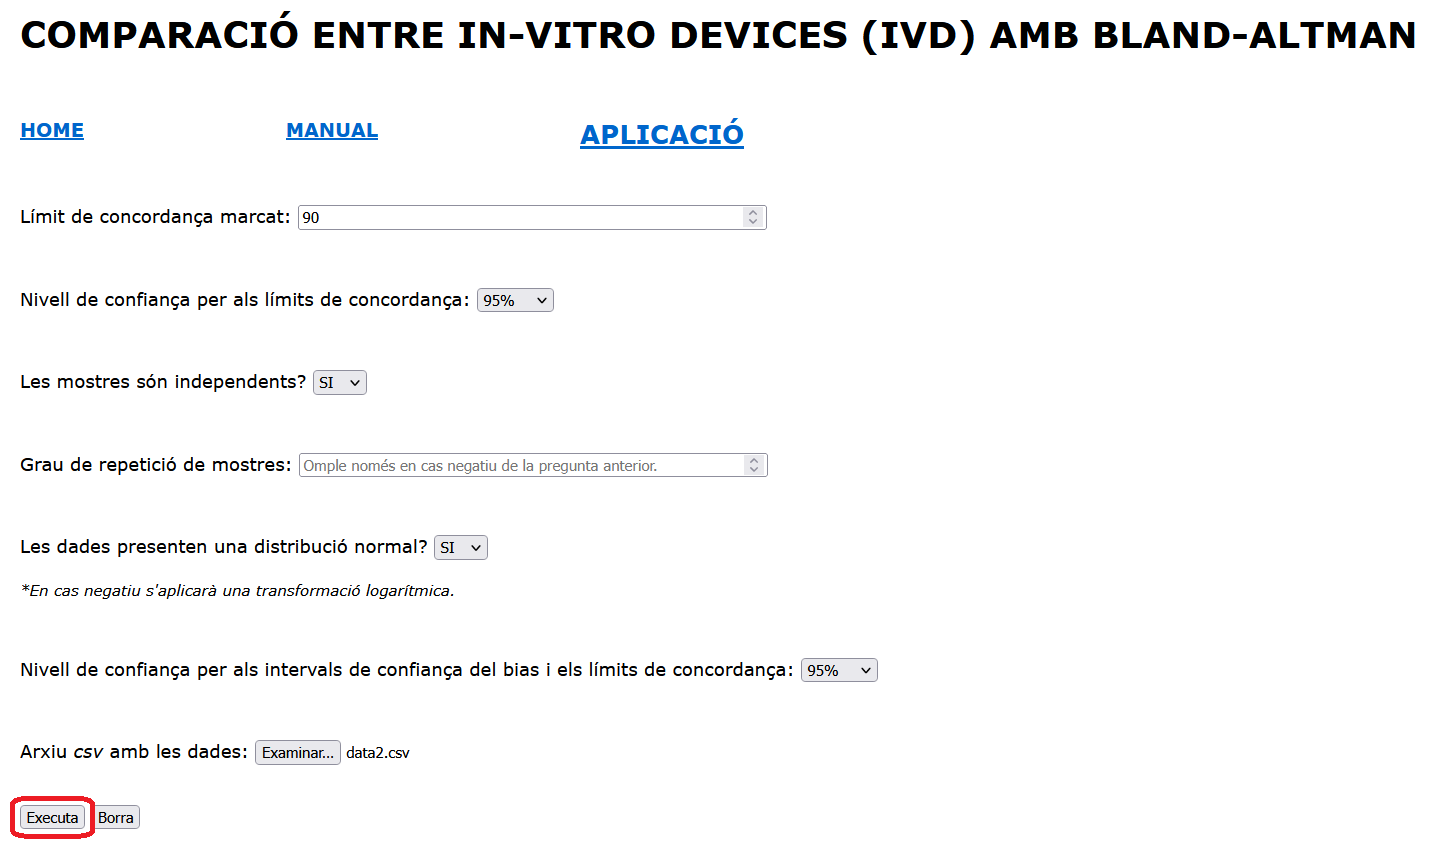 COMPARACIÓ ENTRE IN-VITRO DEVICES (IVD) AMB BLAND-ALTMAN
HOME MANUAL APLICACIÓ
Límit de concordança marcat: 90
Nivell de confiança per als límits de concordança: 95%
Les mostres són independents? SI
Grau de repetició de mostres: Omple només en cas negatiu de la pregunta anterior.
Les dades presenten una distribució normal? SI
*En cas negatiu s'aplicarà una transformació logarítmica.
Nivell de confiança per als intervals de confiança del bias i els límits de concordança: 95%
Arxiu csv amb les dades: Examinar... data2.csv
Executa Borra